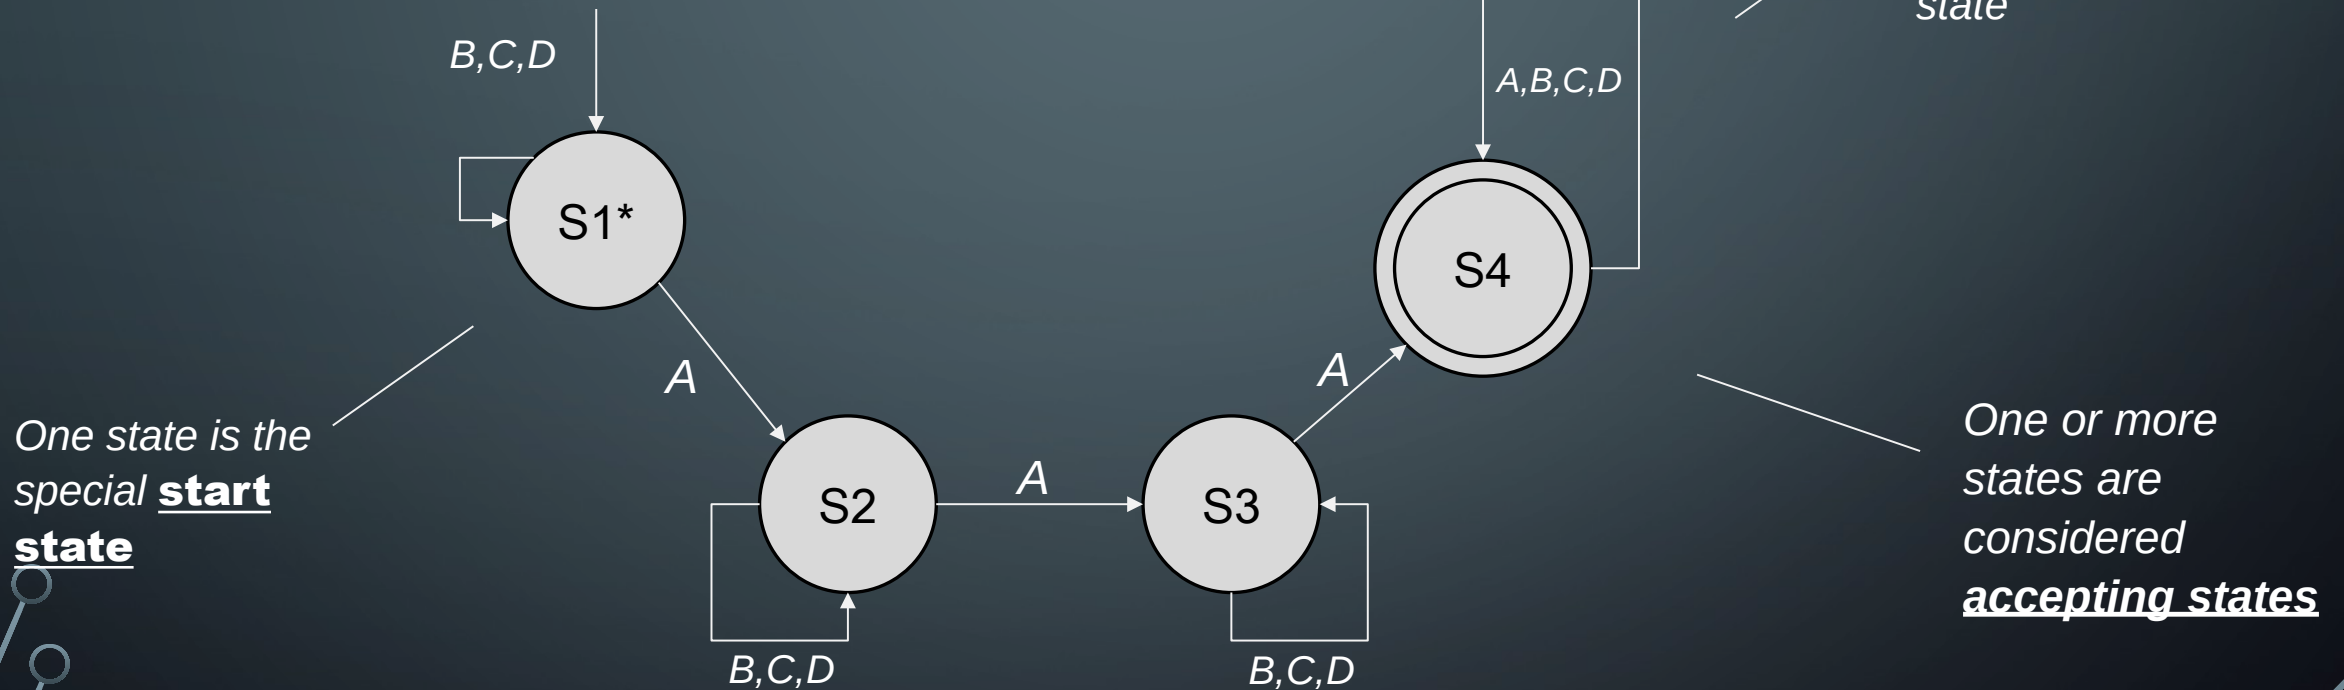 state
B,C,D
A,B,C,D
S1*
S4
A
A
One state is the
special start
state
One or more
states are
considered
accepting states
A
S2
S3
B,C,D
B,C,D